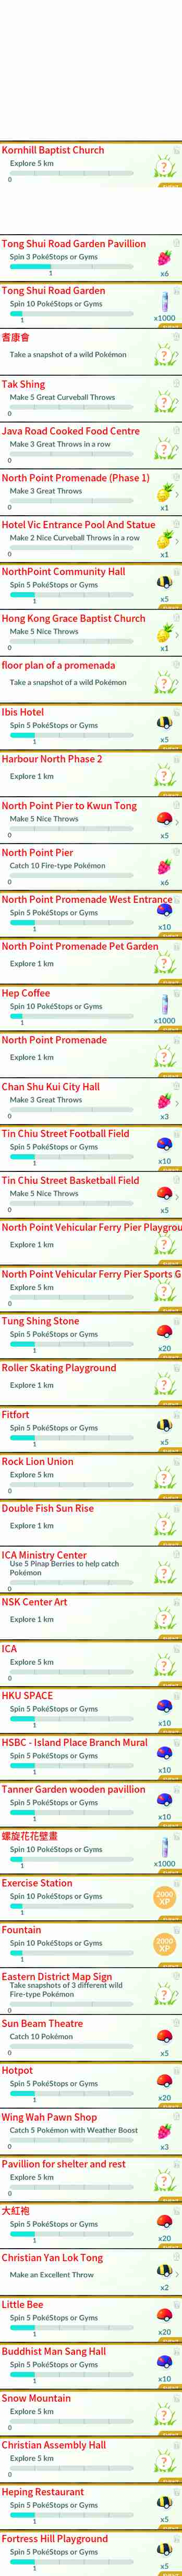 Kornhill Baptist Church
Explore 5 km
0
Tong Shui Road Garden Pavillion
Spin 3 PokéStops or Gyms
1
x6
Tong Shui Road Garden
Spin 10 PokéStops or Gyms
1
x1000
耆康會
Take a snapshot of a wild Pokémon
Tak Shing
Make 5 Great Curveball Throws
0
x1
Java Road Cooked Food Centre
Make 3 Great Throws in a row
0
North Point Promenade (Phase 1)
Make 3 Great Throws
0
x1
Hotel Vic Entrance Pool And Statue
Make 2 Nice Curveball Throws in a row
0
x1
NorthPoint Community Hall
Spin 5 PokéStops or Gyms
1
x5
Hong Kong Grace Baptist Church
Make 5 Nice Throws
0
x1
floor plan of a promenada
Take a snapshot of a wild Pokémon
Ibis Hotel
Spin 5 PokéStops or Gyms
1
x5
Harbour North Phase 2
Explore 1 km
North Point Pier to Kwun Tong
Make 5 Nice Throws
0
x5
North Point Pier
Catch 10 Fire-type Pokémon
0
x6
North Point Promenade West Entrance
Spin 5 PokéStops or Gyms
1
x10
North Point Promenade Pet Garden
Explore 1 km
Hep Coffee
Spin 10 PokéStops or Gyms
1
x1000
North Point Promenade
Explore 1 km
Chan Shu Kui City Hall
Make 3 Great Throws
0
x3
Tin Chiu Street Football Field
Spin 5 PokéStops or Gyms
1
x10
Tin Chiu Street Basketball Field
Make 5 Nice Throws
0
x5
North Point Vehicular Ferry Pier Playgrou
Explore 1 km
North Point Vehicular Ferry Pier Sports G
Explore 5 km
0
Tung Shing Stone
Spin 5 PokéStops or Gyms
1
x20
Roller Skating Playground
Explore 1 km
Fitfort
Spin 5 PokéStops or Gyms
1
x5
Rock Lion Union
Explore 5 km
0
Double Fish Sun Rise
Explore 1 km
ICA Ministry Center
Use 5 Pinap Berries to help catch
Pokémon
0
NSK Center Art
Explore 1 km
ICA
Explore 5 km
0
HKU SPACE
Spin 5 PokéStops or Gyms
1
x10
HSBC - Island Place Branch Mural
Spin 5 PokéStops or Gyms
1
x10
Tanner Garden wooden pavillion
Spin 5 PokéStops or Gyms
1
x10
螺旋花花壁畫
Spin 10 PokéStops or Gyms
1
x1000
Exercise Station
Spin 10 PokéStops or Gyms
1
2000
XP
Fountain
Spin 10 PokéStops or Gyms
1
2000
XP
Eastern District Map Sign
Take snapshots of 3 different wild
Fire-type Pokémon
0
Sun Beam Theatre
Catch 10 Pokémon
0
x5
Hotpot
Spin 5 PokéStops or Gyms
1
x20
Wing Wah Pawn Shop
Catch 5 Pokémon with Weather Boost
0
x3
Pavillion for shelter and rest
Explore 5 km
0
大紅袍
Spin 5 PokéStops or Gyms
1
x20
Christian Yan Lok Tong
Make an Excellent Throw
x2
Little Bee
Spin 5 PokéStops or Gyms
1
x20
Buddhist Man Sang Hall
Spin 5 PokéStops or Gyms
1
x10
Snow Mountain
Explore 5 km
0
Christian Assembly Hall
Explore 5 km
0
Heping Restaurant
Spin 5 PokéStops or Gyms
1
x5
Fortress Hill Playground
Spin 5 PokéStops or Gyms
1
x5